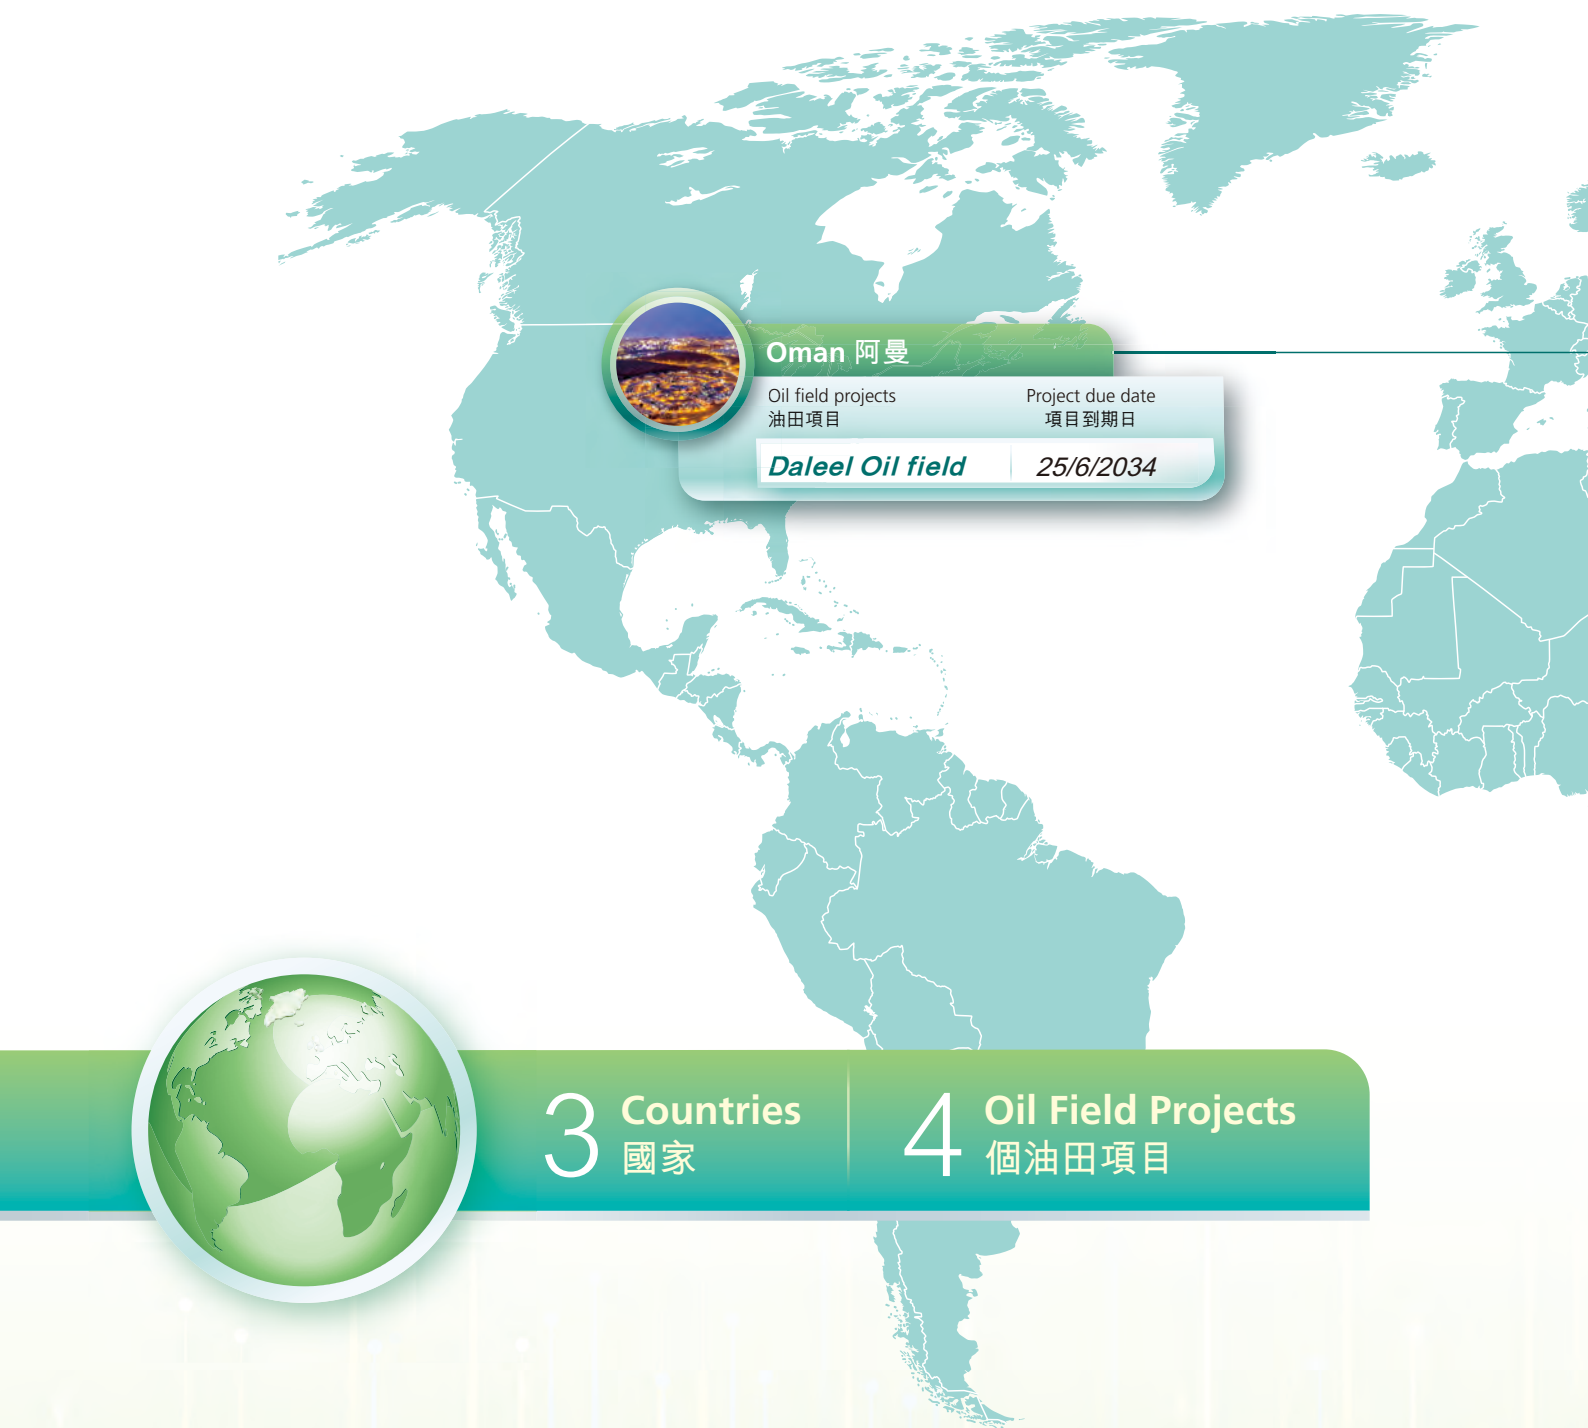 Oman 阿曼
Oil field projects
油田項目
Project due date
項目到期日
Daleel Oil field
25/6/2034
3 Countries
國家
4 Oil Field Projects
個油田項目